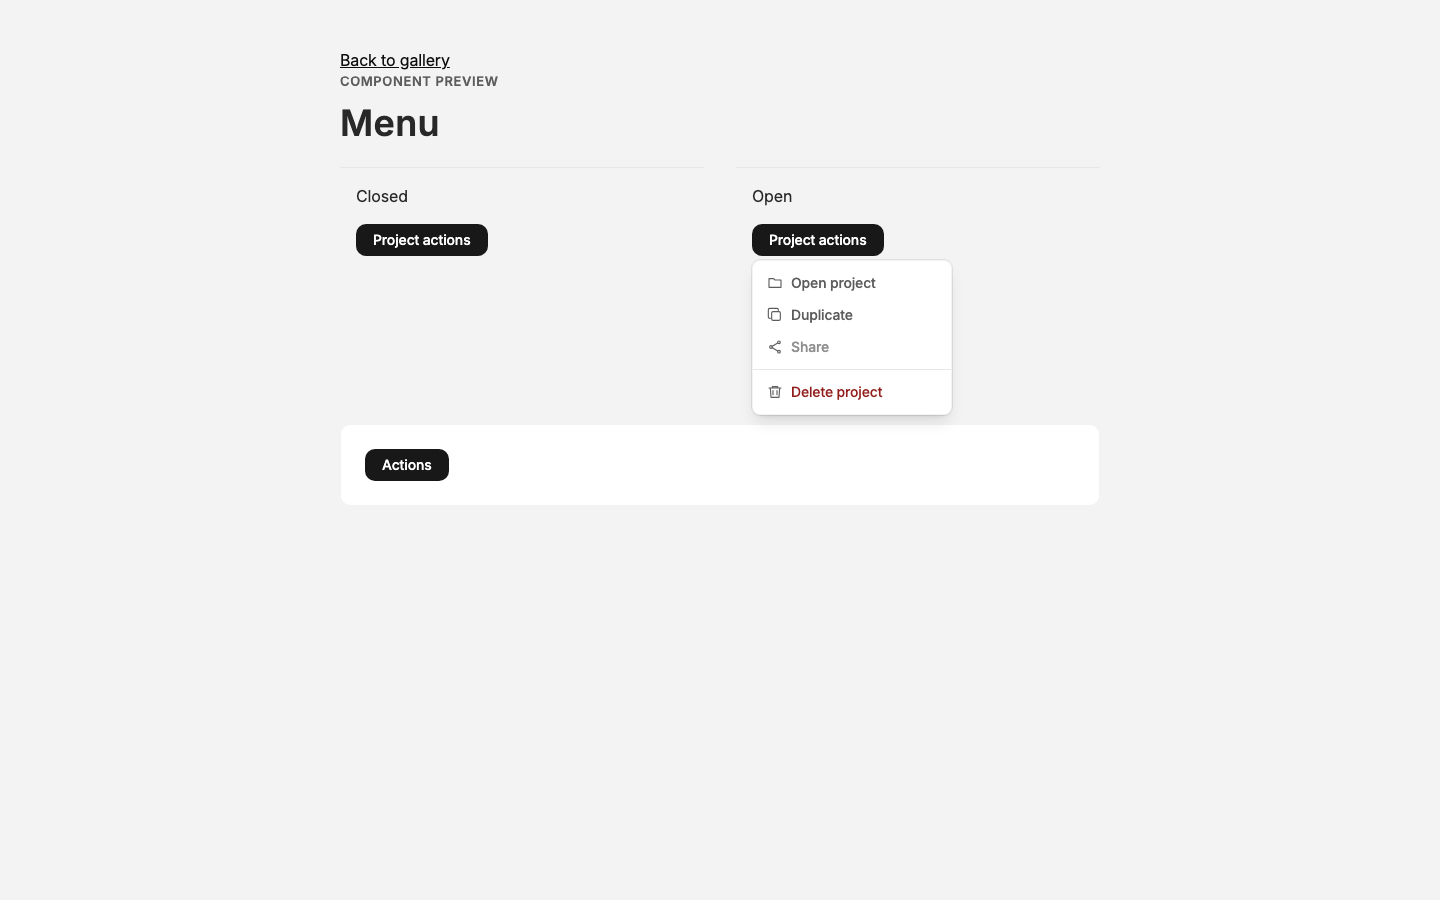 Back to gallery
COMPONENT PREVIEW
Menu
Closed
Project actions
Open
Project actions
Open project
Duplicate
Share
Delete project
Actions